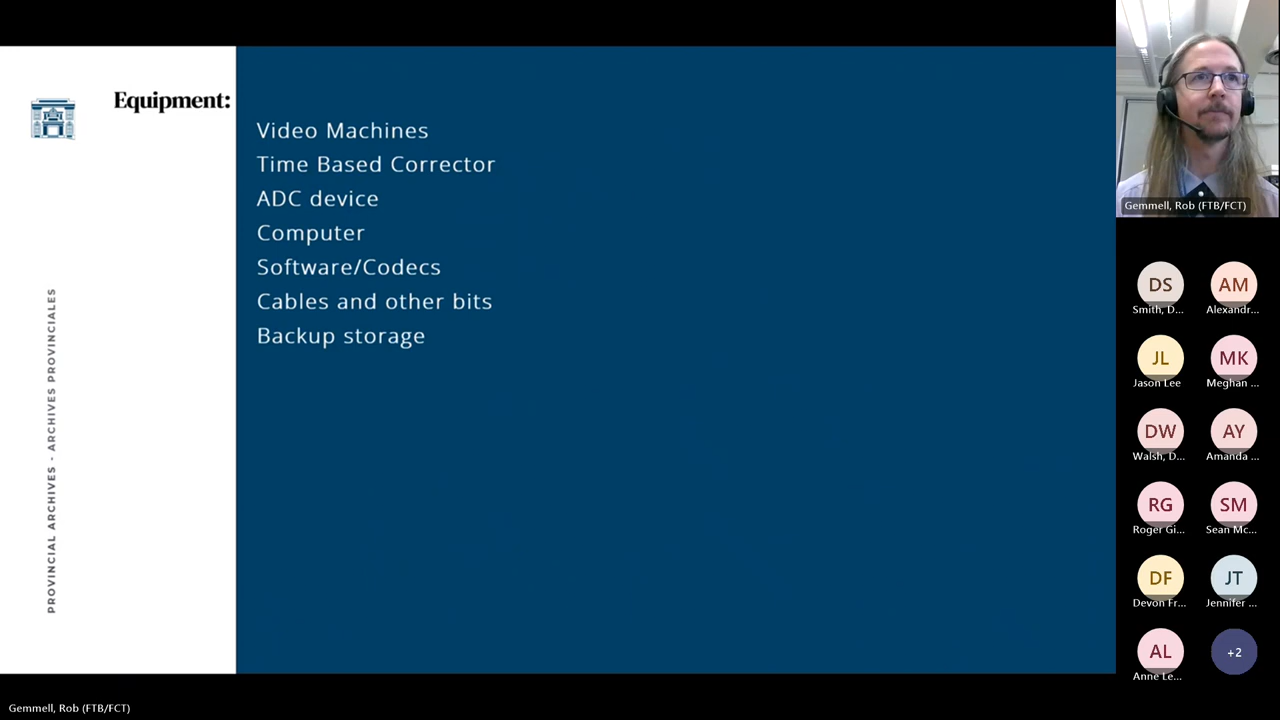 Equipment:
Video Machines
Time Based Corrector
ADC device
Computer
Software/Codecs
Cables and other bits
Backup storage
PROVINCIAL ARCHIVES - ARCHIVES PROVINCIALES
Gemmell, Rob (FTB/FCT)
DS
AM
Smith, D...
Alexandr...
JL
MK
Jason Lee
Meghan ...
DW
AY
Walsh, D...
Amanda ...
RG
SM
Roger Gi...
Sean Mc...
DF
JT
Devon Fr...
Jennifer ...
AL
+2
Anne Le...
Gemmell, Rob (FTB/FCT)